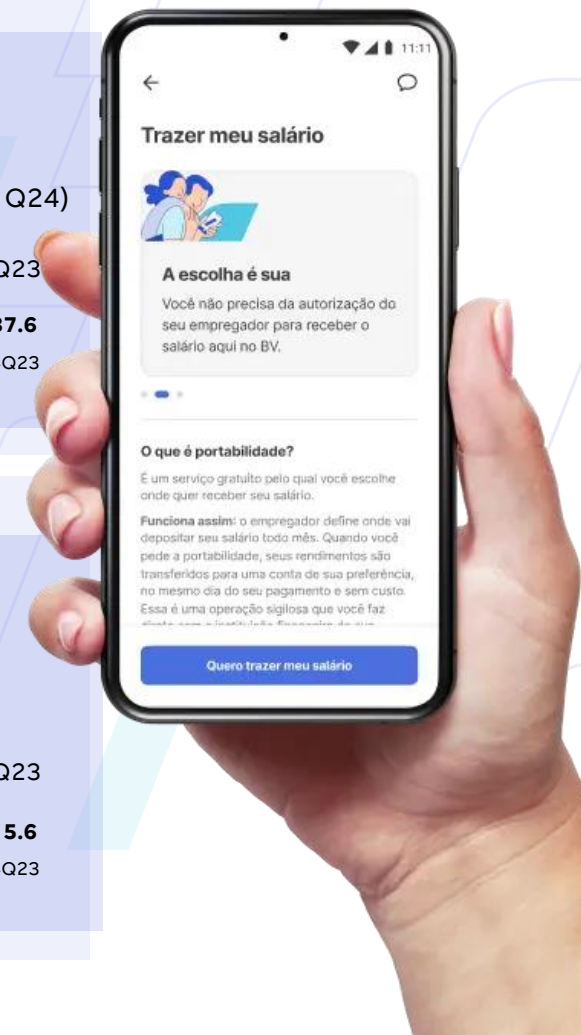 Q24)
Q23
37.6
Q23
Q23
5.6
Q23
11:11
Trazer meu salário
A escolha é sua
Você não precisa da autorização do
seu empregador para receber o
salário aqui no BV.
O que é portabilidade?
É um serviço gratuito pelo qual você escolhe
onde quer receber seu salário.
Funciona assim: o empregador define onde vai
depositar seu salário todo mês. Quando você
pede a portabilidade, seus rendimentos são
transferidos para uma conta de sua preferência,
no mesmo dia do seu pagamento e sem custo.
Essa é uma operação sigilosa que você faz
Quero trazer meu salário